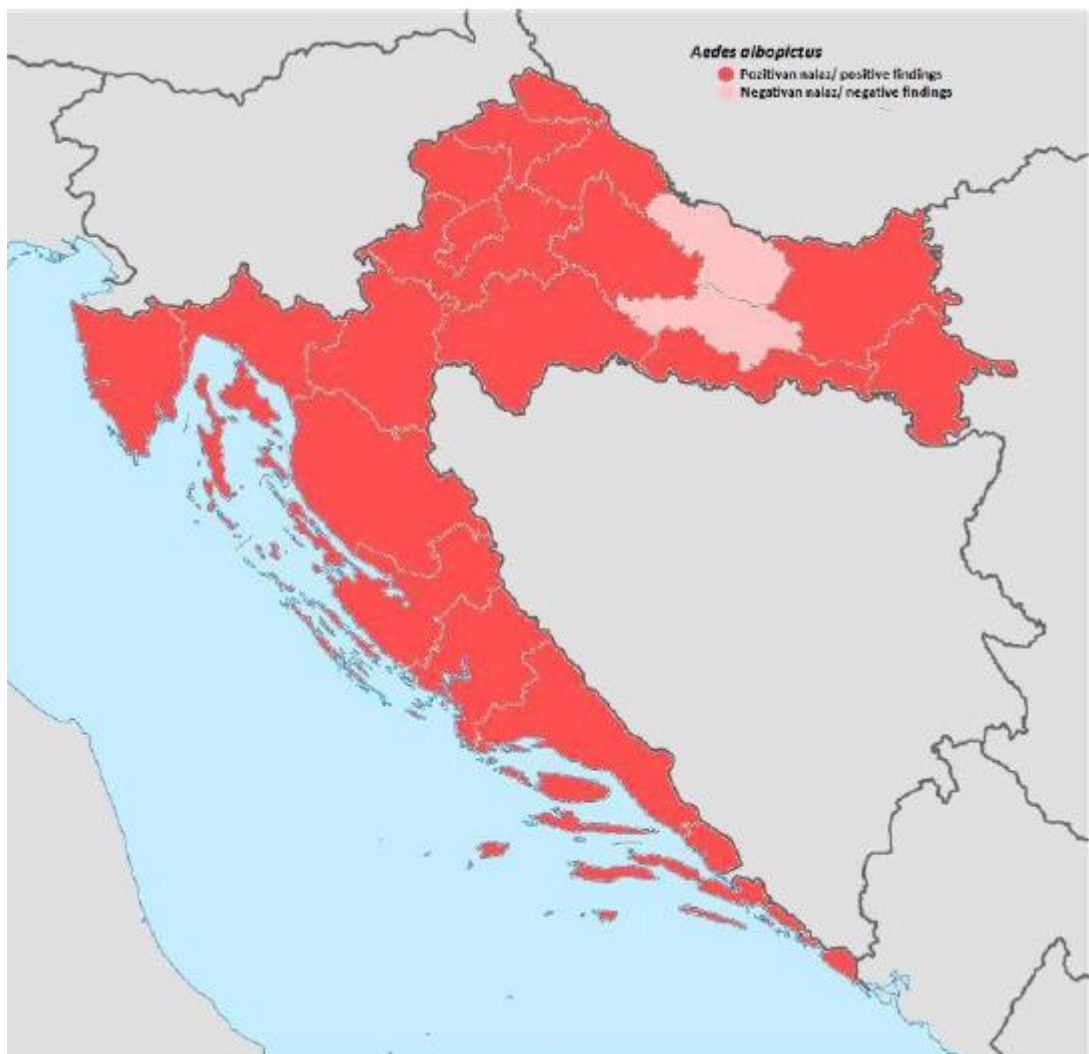 Aedes albopictus
Pozitivan nalaz/ positive findings
Negativan nalaz/ negative findings